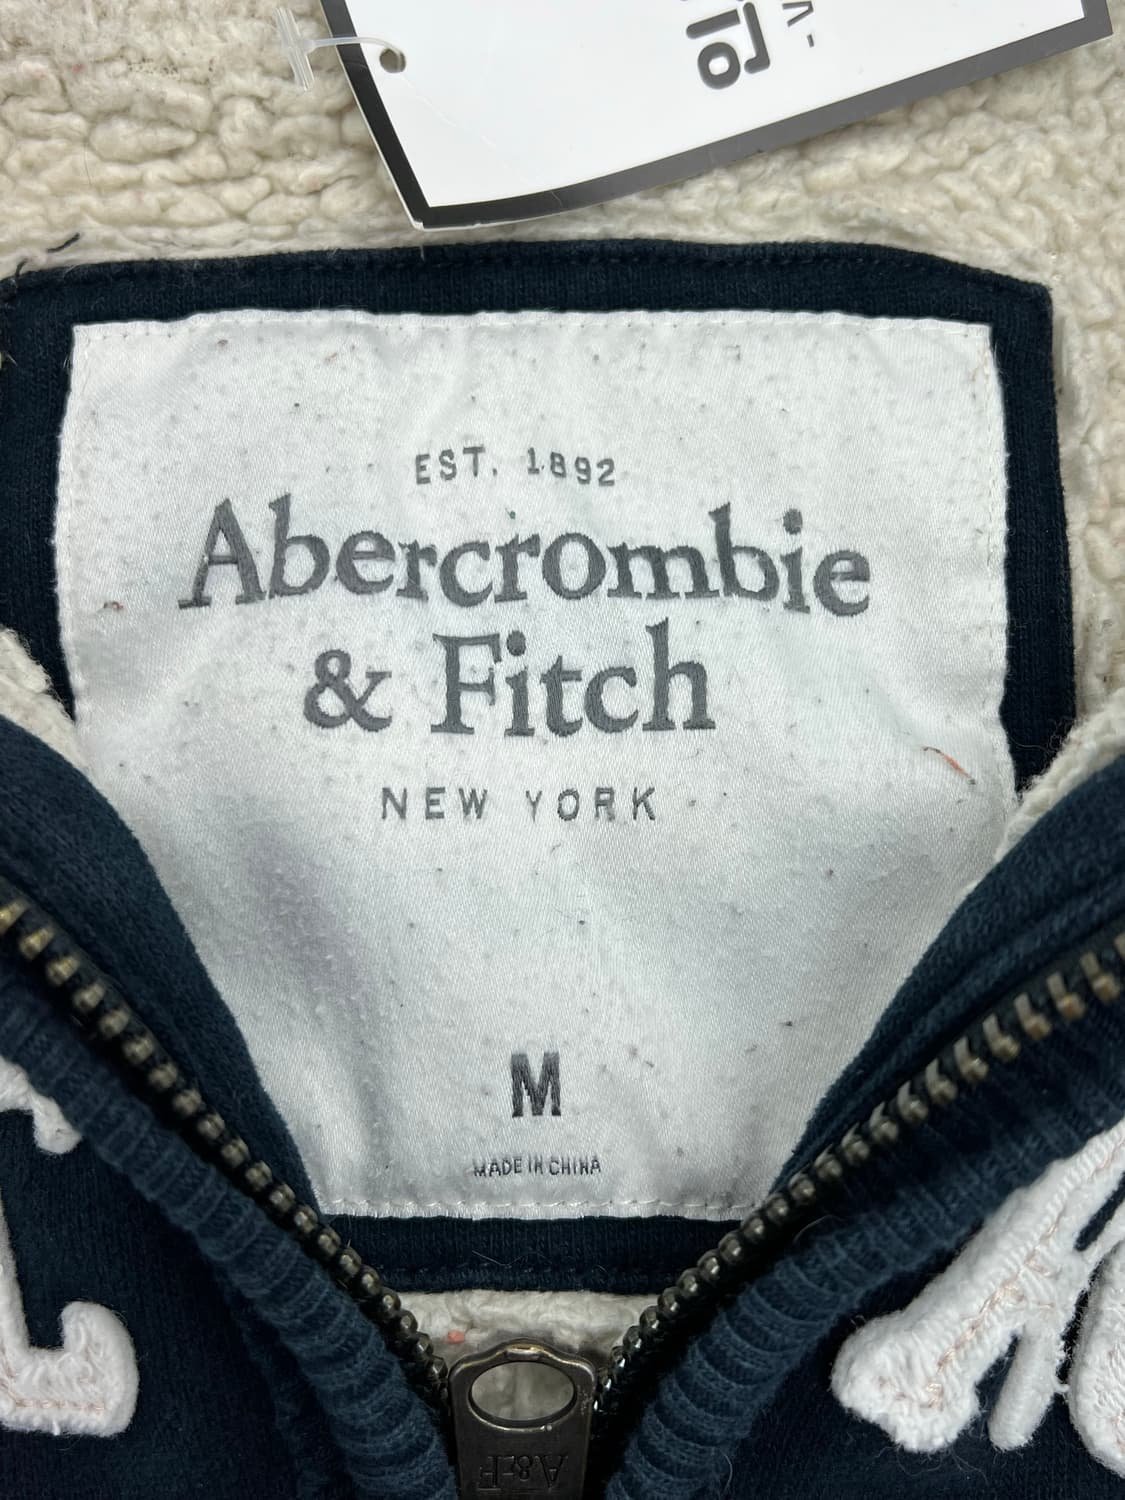 EST. 1892
Abercrombie
& Fitch
NEW YORK
M
MADE IN CHINA
A&F